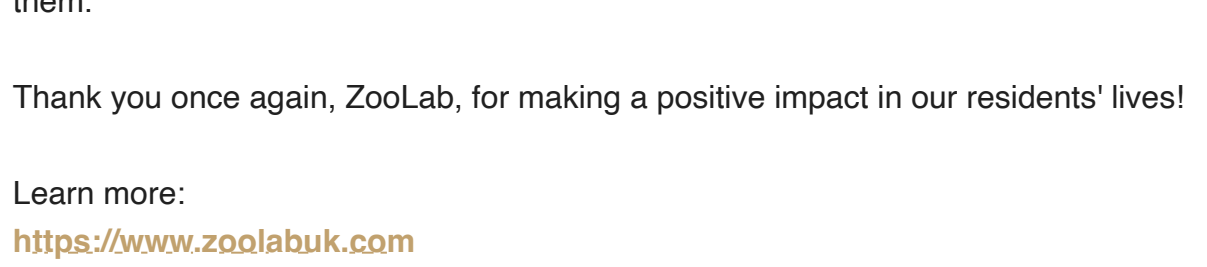 them.
Thank you once again, ZooLab, for making a positive impact in our residents' lives!
Learn more:
https://www.zoolabuk.com